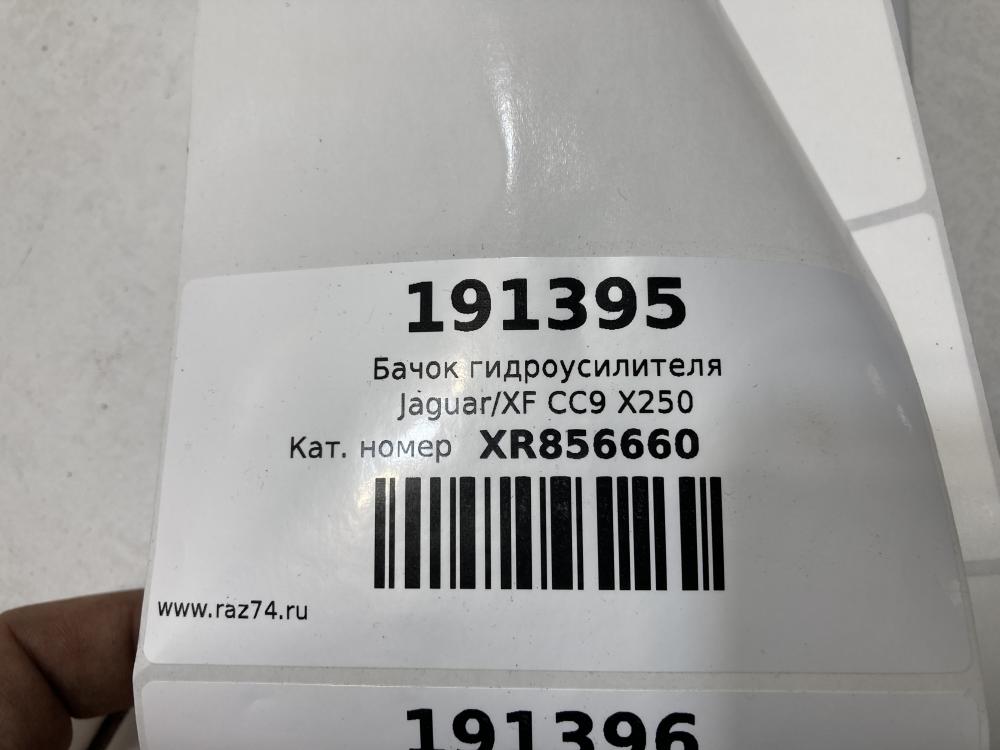 191395
Бачок гидроусилителя
Jaguar/XF CC9 X250
Кат. номер XR856660
www.raz74.ru
191396